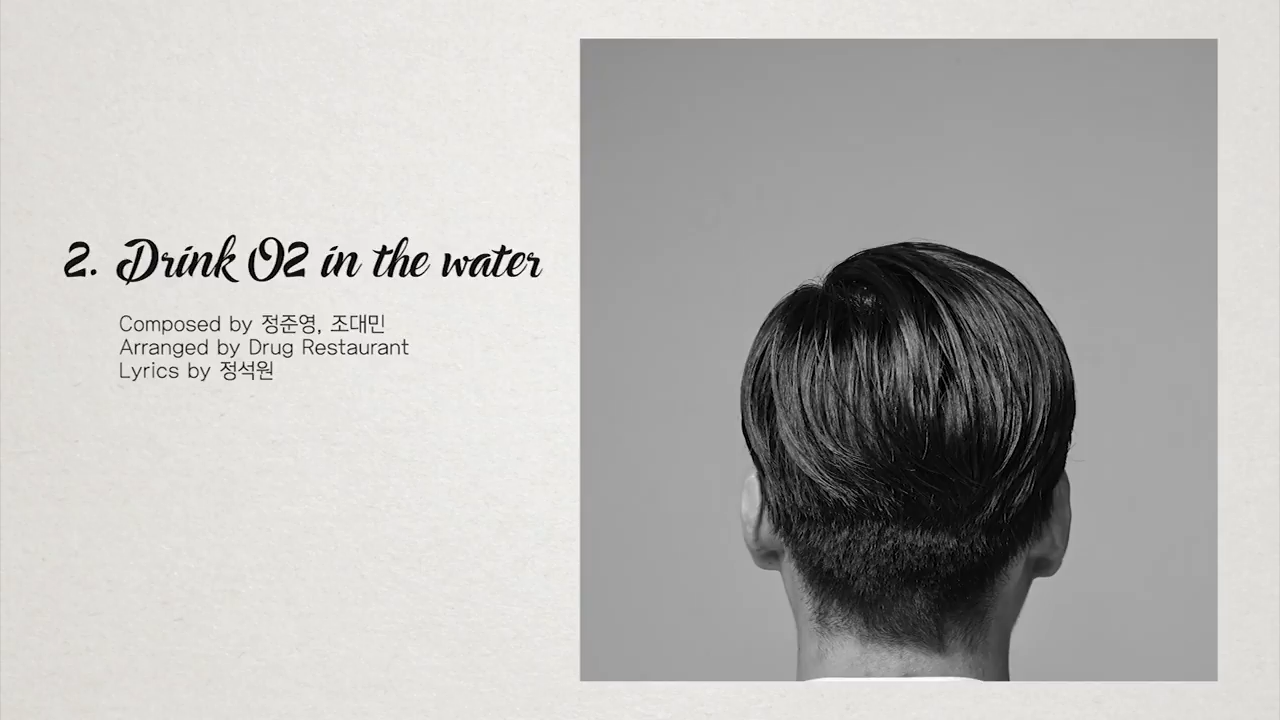 2. Drink O2 in the water
Composed by 정준영, 조대민
Arranged by Drug Restaurant
Lyrics by 정석원